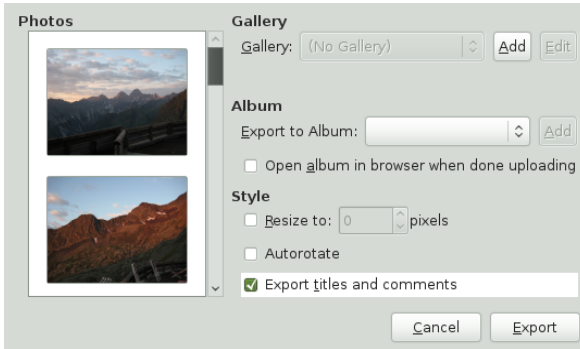 Photos
Gallery
Gallery: (No Gallery) Add Edit
Album
Export to Album: Add
Open album in browser when done uploading
Style
Resize to: 0 pixels
Autorotate
Export titles and comments
Cancel Export